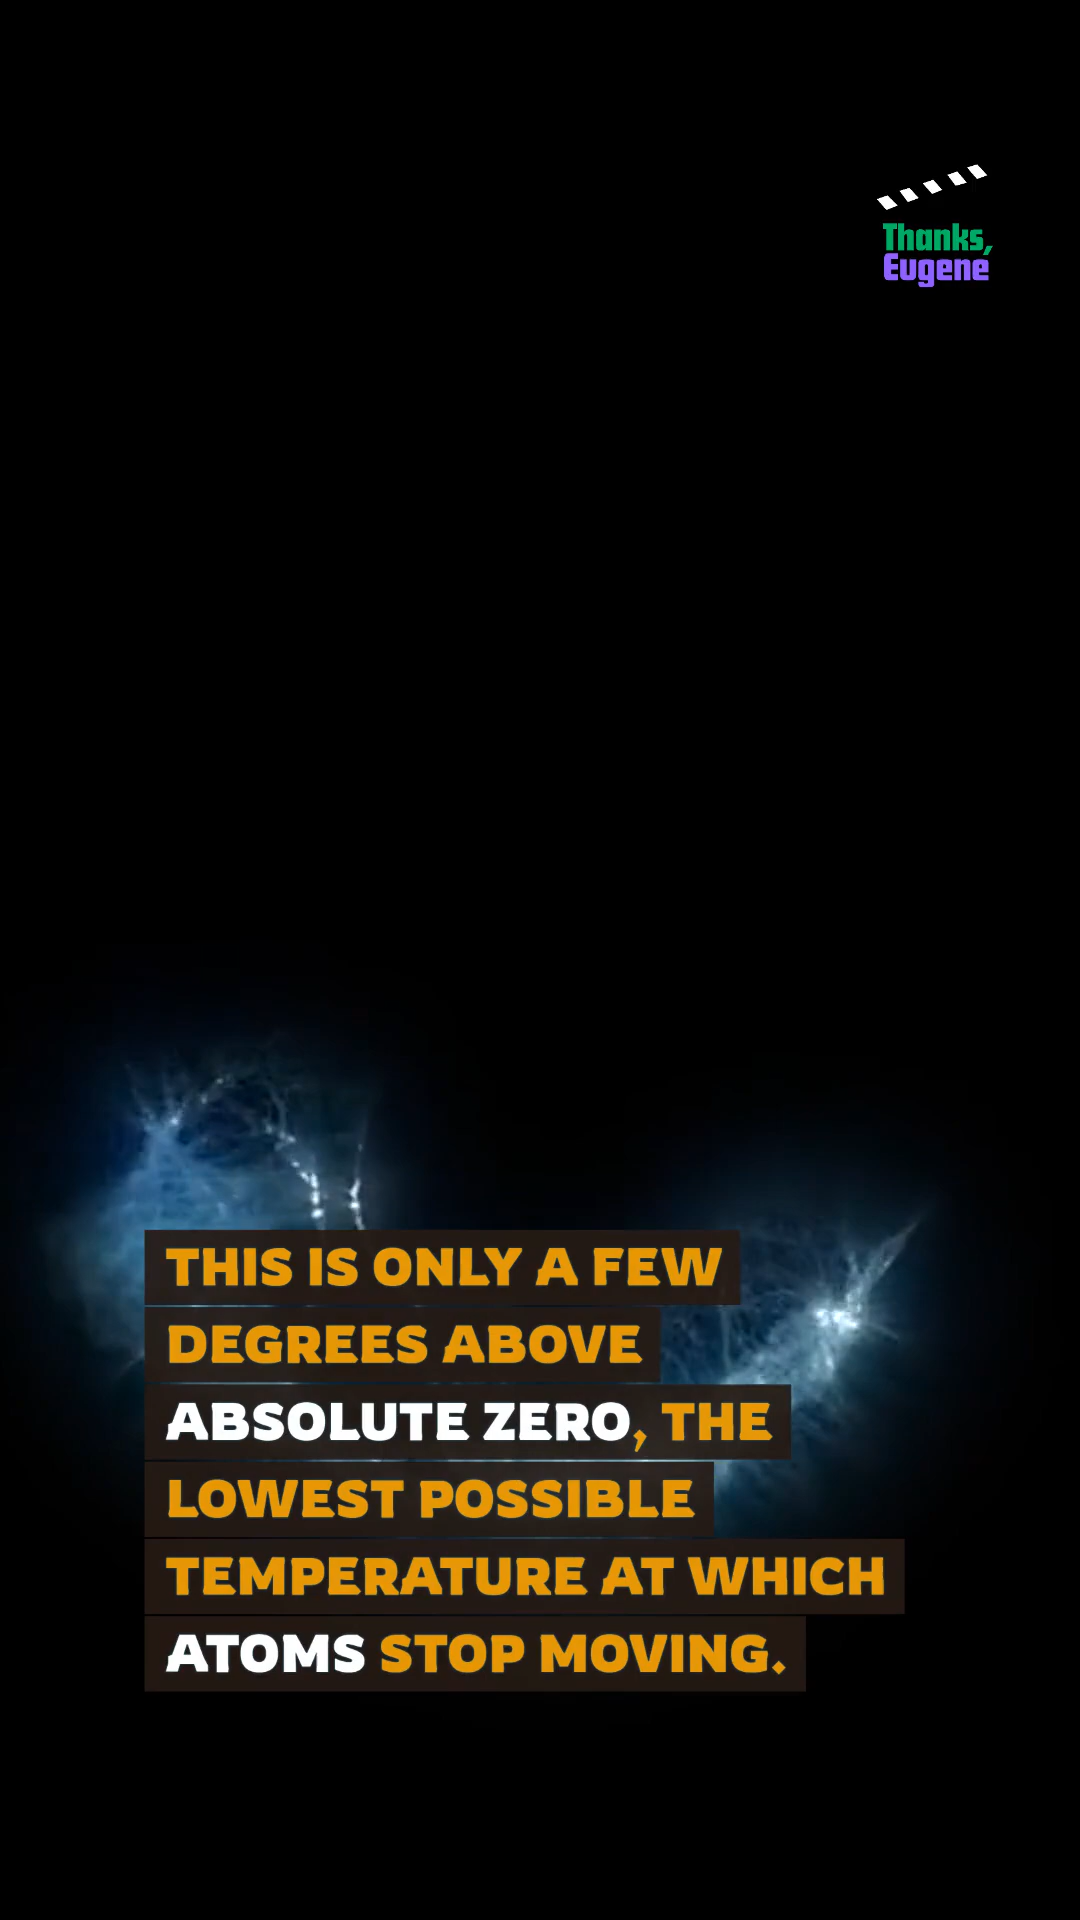 Thanks,
Eugene
THIS IS ONLY A FEW
DEGREES ABOVE
ABSOLUTE ZERO, THE
LOWEST POSSIBLE
TEMPERATURE AT WHICH
ATOMS STOP MOVING.